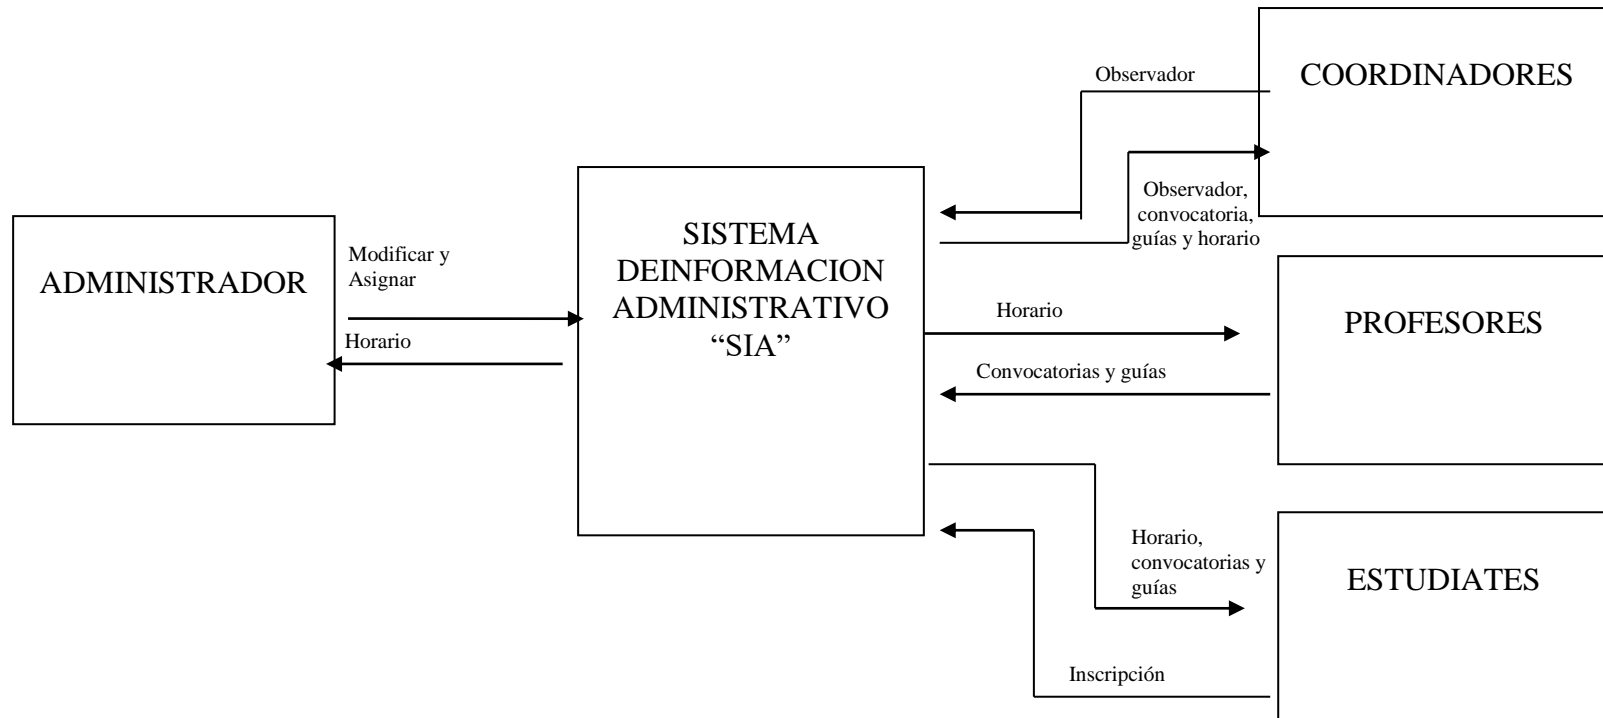 ADMINISTRADOR
Modificar y
Asignar
Horario
SISTEMA
DEINFORMACION
ADMINISTRATIVO
“SIA”
Observador
COORDINADORES
Observador,
convocatoria,
guías y horario
Horario
PROFESORES
Convocatorias y guías
Horario,
convocatorias y
guías
ESTUDIATES
Inscripción